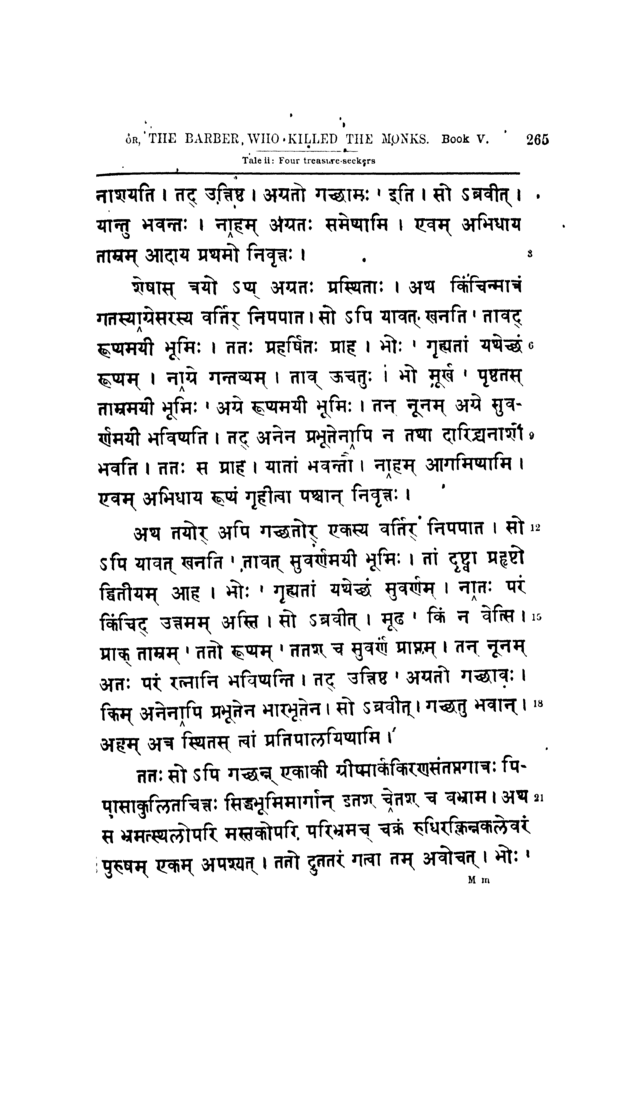 OR, THE BARBER, WHO KILLED THE MONKS. Book V. 265
Tale ii: Four treasure-seekers
नाशयति । तद् उत्तिष्ठ । अग्रतो गच्छामः ' इति । सो ऽब्रवीत् ।
यान्तु भवन्तः । नाहम् अग्रतः समेष्यामि । एवम् अभिधाय
ताम्रम् आदाय प्रथमो निवृत्तः । 3
शेषास् त्रयो ऽप्य् अग्रतः प्रस्थिताः । अथ किंचिन्मात्रं
गतस्याग्रेसरस्य वर्तिर् निपपात । सो ऽपि यावत् खनति ' तावद्
रूप्यमयी भूमिः । ततः प्रहर्षितः प्राह । भोः ' गृह्यतां यथेच्छं 6
रूप्यम् । नाग्रे गन्तव्यम् । ताव् ऊचतुः । भो मूर्ख ' पृष्ठतस्
ताम्रमयी भूमिः ' अग्रे रूप्यमयी भूमिः । तन् नूनम् अग्रे सुव-
र्णमयी भविष्यति । तद् अनेन प्रभूतेनापि न तथा दारिद्र्यनाशो 9
भवति । ततः स प्राह । यातां भवन्तौ । नाहम् आगमिष्यामि ।
एवम् अभिधाय रूप्यं गृहीत्वा पश्चान् निवृत्तः ।
अथ तयोर् अपि गच्छतोर् एकस्य वर्तिर् निपपात । सो 12
ऽपि यावत् खनति ' तावत् सुवर्णमयी भूमिः । तां दृष्ट्वा प्रहृष्टो
द्वितीयम् आह । भोः ' गृह्यतां यथेच्छं सुवर्णम् । नातः परं
किंचिद् उत्तमम् अस्ति । सो ऽब्रवीत् । मूढ ' किं न वेत्सि । 15
प्राक् ताम्रम् ' ततो रूप्यम् ' ततश् च सुवर्णं प्राप्तम् । तन् नूनम्
अतः परं रत्नानि भविष्यन्ति । तद् उत्तिष्ठ ' अग्रतो गच्छावः ।
किम् अनेनापि प्रभूतेन भारभूतेन । सो ऽब्रवीत् । गच्छतु भवान् । 18
अहम् अत्र स्थितस् त्वां प्रतिपालयिष्यामि ।
ततः सो ऽपि गच्छन्न् एकाकी ग्रीष्मार्ककिरणसंतप्तगात्रः पि-
पासाकुलितचित्तः सिद्धभूमिमार्गान् इतश् चेतश् च बभ्राम । अथ 21
स भ्रमत्स्थलोपरि मस्तकोपरि परिभ्रमच् चक्रं रुधिरक्लिन्नकलेवरं
पुरुषम् एकम् अपश्यत् । ततो द्रुततरं गत्वा तम् अवोचत् । भोः '
M m